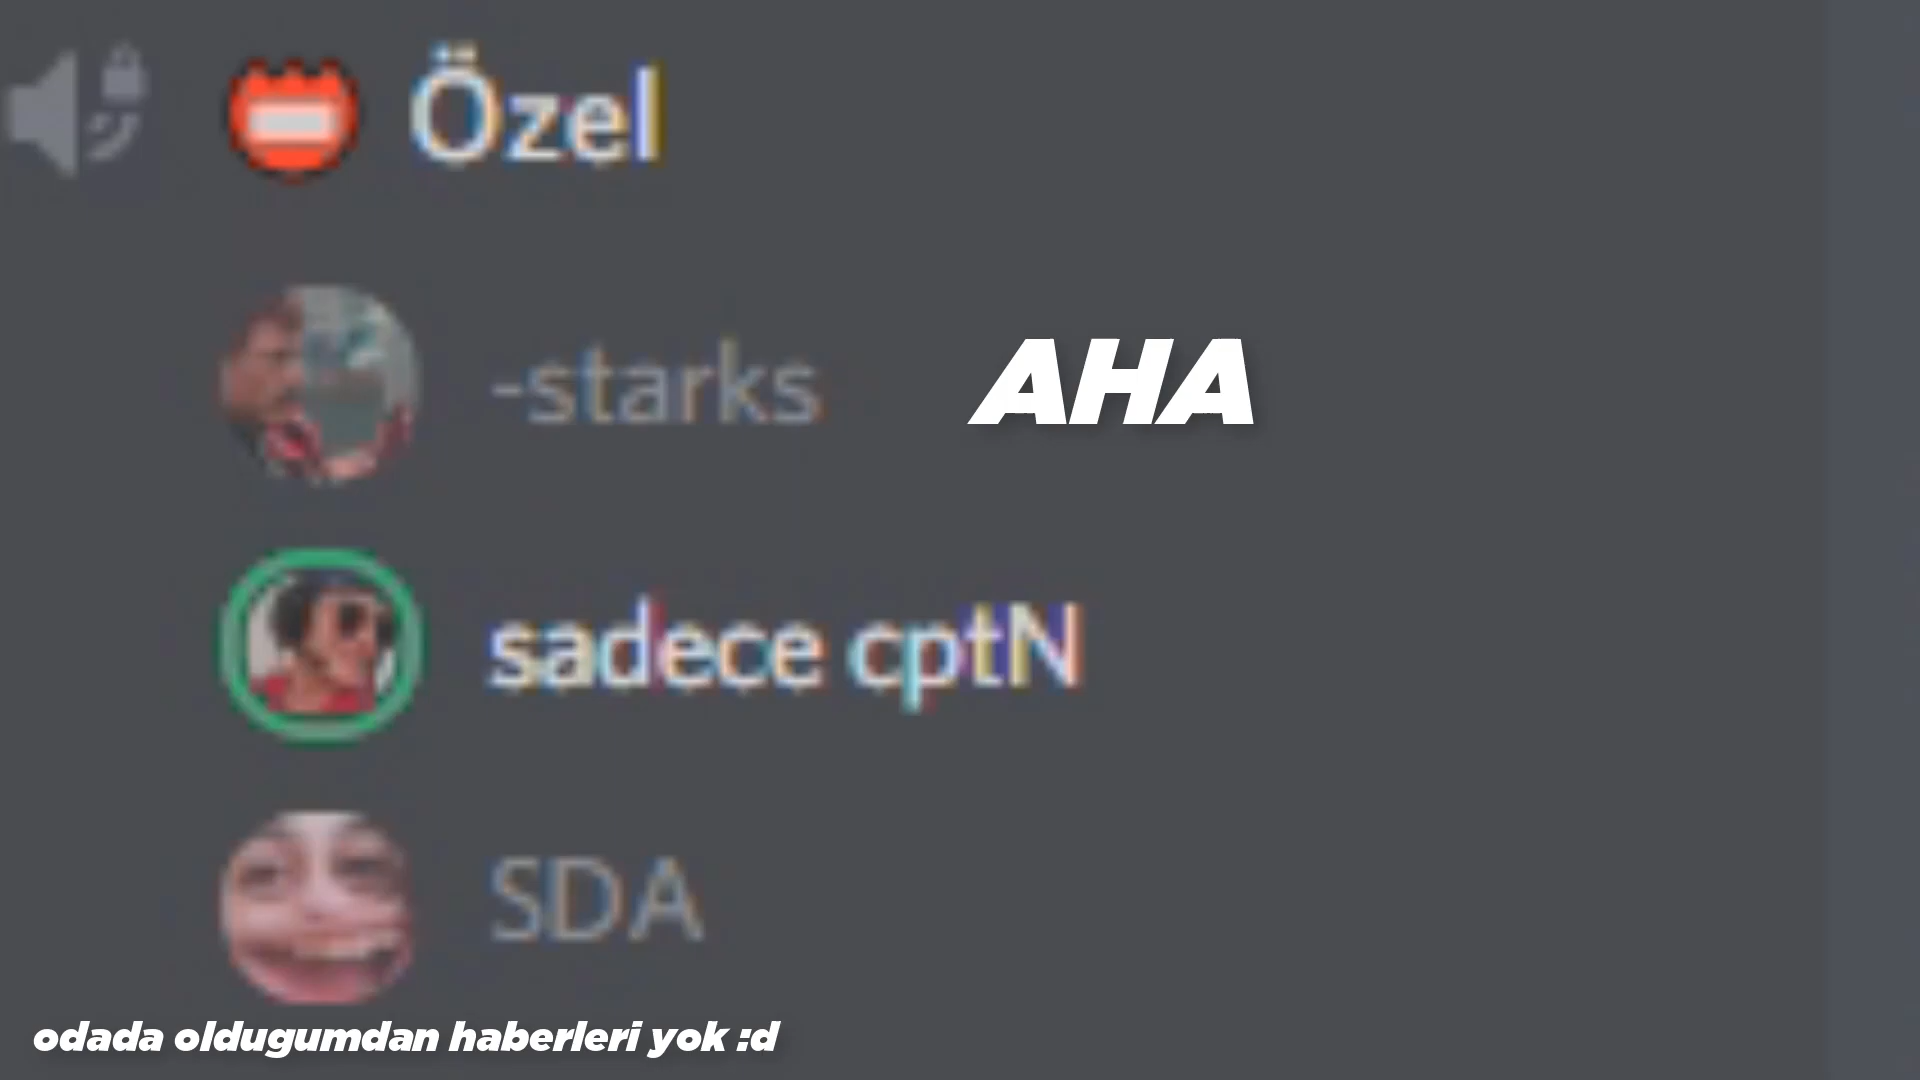 Özel
-starks AHA
sadece cptN
SDA
odada oldugumdan haberleri yok :d